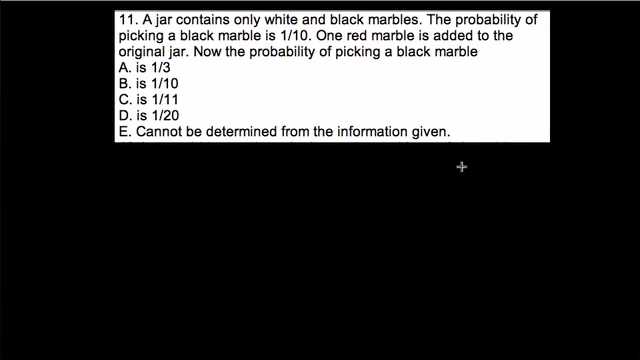 11. A jar contains only white and black marbles. The probability of
picking a black marble is 1/10. One red marble is added to the
original jar. Now the probability of picking a black marble
A. is 1/3
B. is 1/10
C. is 1/11
D. is 1/20
E. Cannot be determined from the information given.